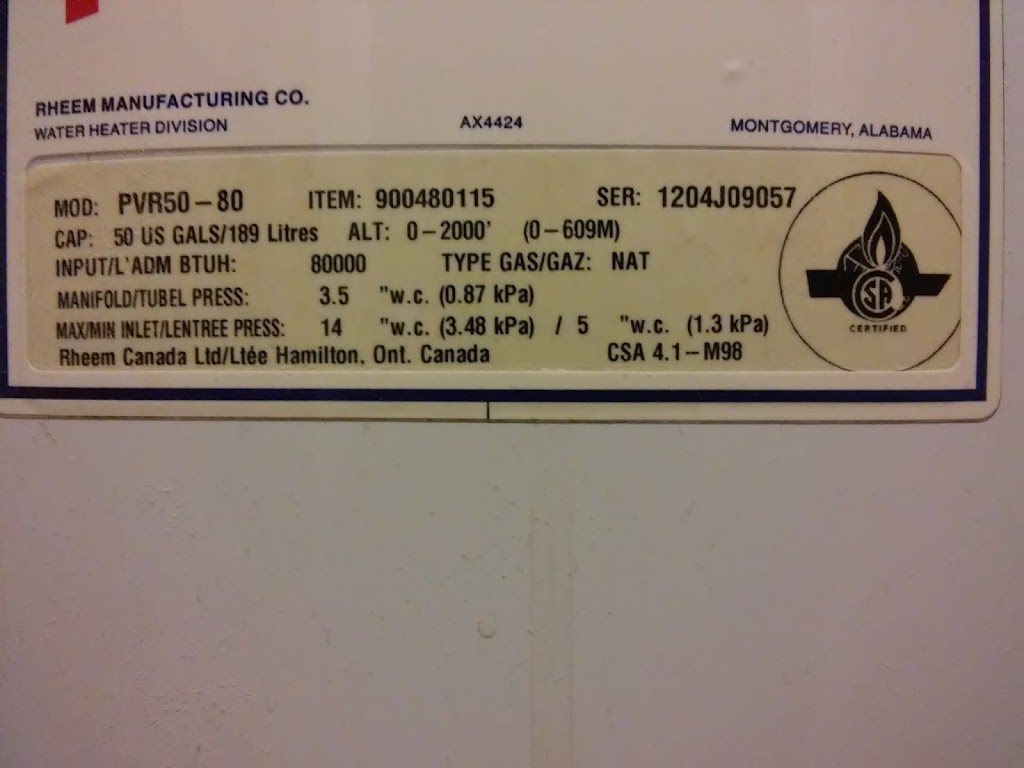 RHEEM MANUFACTURING CO.
WATER HEATER DIVISION AX4424 MONTGOMERY, ALABAMA
MOD: PVR50-80 ITEM: 900480115 SER: 1204J09057
CAP: 50 US GALS/189 Litres ALT: 0-2000' (0-609M)
INPUT/L'ADM BTUH: 80000 TYPE GAS/GAZ: NAT
MANIFOLD/TUBEL PRESS: 3.5 "w.c. (0.87 kPa)
MAX/MIN INLET/LENTREE PRESS: 14 "w.c. (3.48 kPa) / 5 "w.c. (1.3 kPa)
Rheem Canada Ltd/Ltée Hamilton, Ont. Canada CSA 4.1-M98
CSA
CERTIFIED